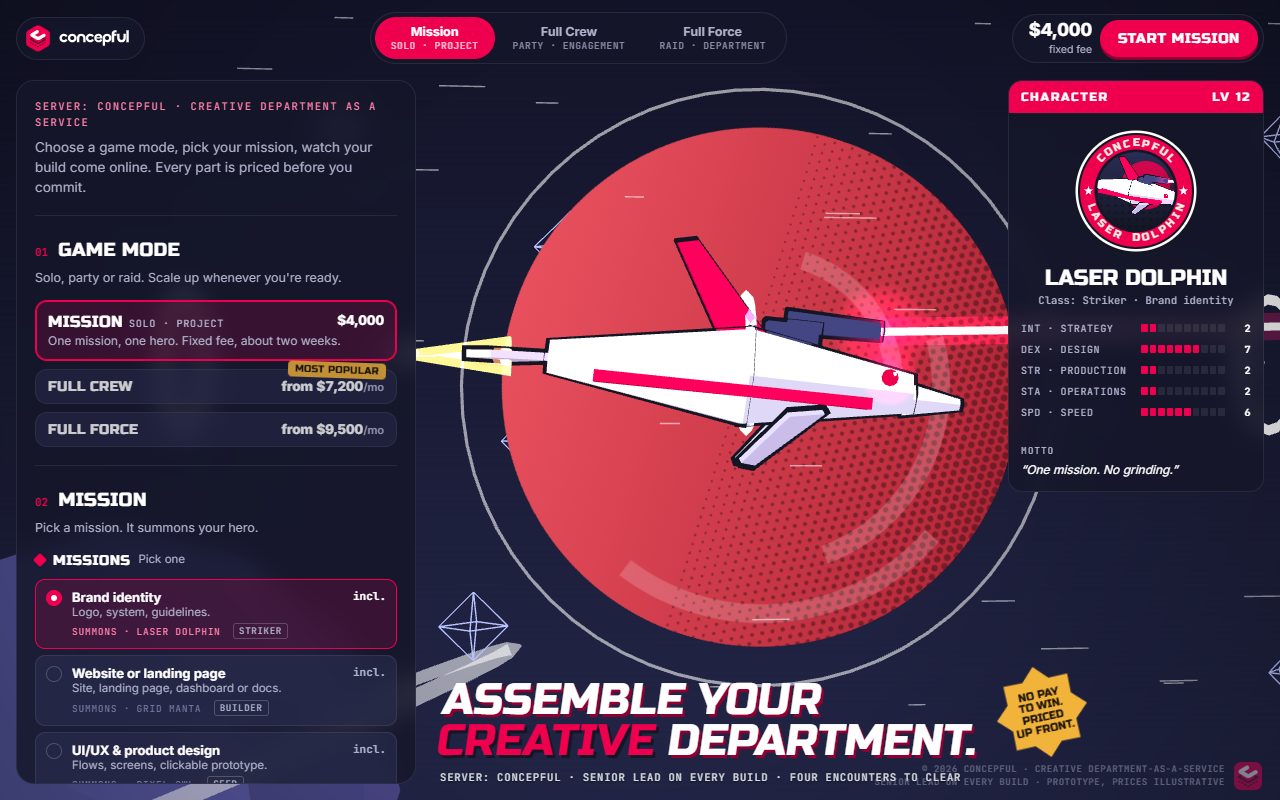 concepful
Mission
SOLO · PROJECT
Full Crew
PARTY · ENGAGEMENT
Full Force
RAID · DEPARTMENT
$4,000
fixed fee
START MISSION
SERVER: CONCEPFUL · CREATIVE DEPARTMENT AS A
SERVICE
Choose a game mode, pick your mission, watch your
build come online. Every part is priced before you
commit.
01 GAME MODE
Solo, party or raid. Scale up whenever you're ready.
MISSION SOLO · PROJECT $4,000
One mission, one hero. Fixed fee, about two weeks.
MOST POPULAR
FULL CREW from $7,200/mo
FULL FORCE from $9,500/mo
02 MISSION
Pick a mission. It summons your hero.
MISSIONS Pick one
Brand identity incl.
Logo, system, guidelines.
SUMMONS · LASER DOLPHIN STRIKER
Website or landing page incl.
Site, landing page, dashboard or docs.
SUMMONS · GRID MANTA BUILDER
UI/UX & product design incl.
Flows, screens, clickable prototype.
CHARACTER LV 12
CONCEPFUL
LASER DOLPHIN
LASER DOLPHIN
Class: Striker · Brand identity
INT · STRATEGY 2
DEX · DESIGN 7
STR · PRODUCTION 2
STA · OPERATIONS 2
SPD · SPEED 6
MOTTO
“One mission. No grinding.”
ASSEMBLE YOUR
CREATIVE DEPARTMENT.
SERVER: CONCEPFUL · SENIOR LEAD ON EVERY BUILD · FOUR ENCOUNTERS TO CLEAR
NO PAY
TO WIN.
PRICED
UP FRONT.
© 2026 CONCEPFUL · CREATIVE DEPARTMENT-AS-A-SERVICE
SENIOR LEAD ON EVERY BUILD · PROTOTYPE, PRICES ILLUSTRATIVE